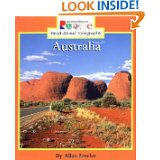 Rookie
Read-About Geography
Australia
By Allan Fowler